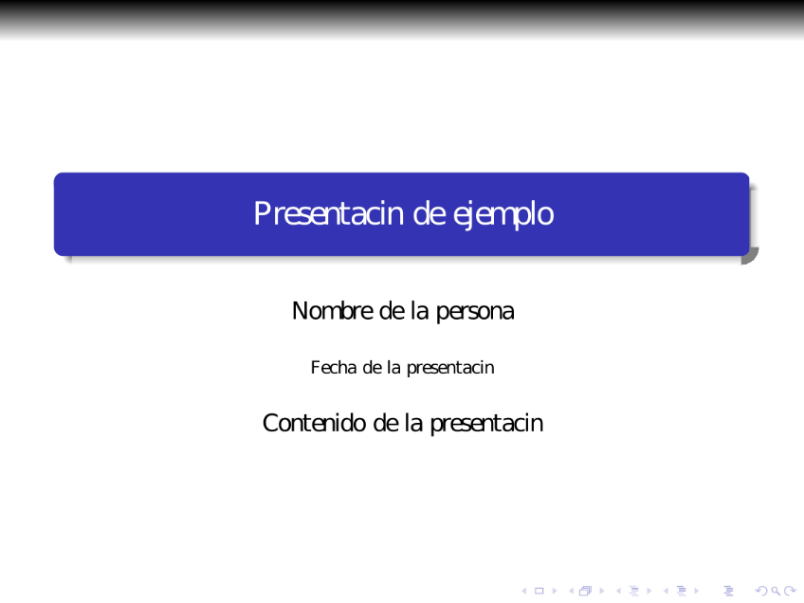 Presentacin de ejemplo
Nombre de la persona
Fecha de la presentacin
Contenido de la presentacin